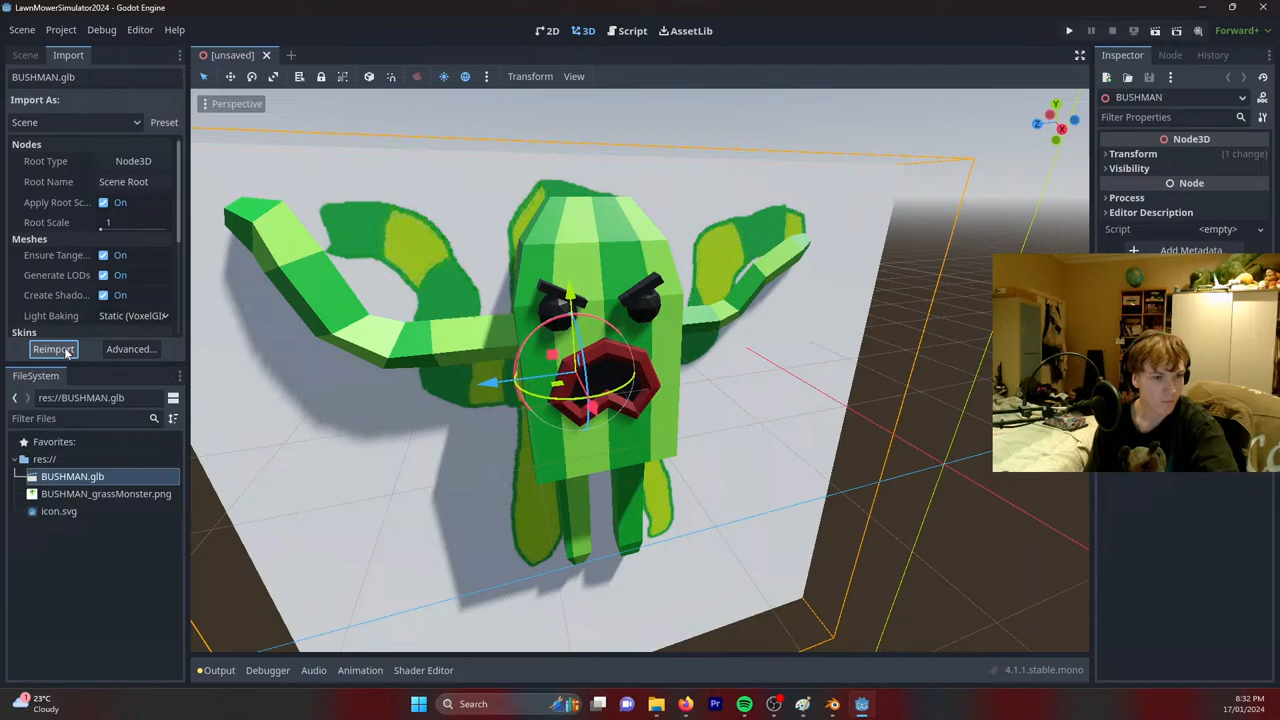 LawnMowerSimulator2024 - Godot Engine
Scene Project Debug Editor Help
2D 3D Script AssetLib
Forward+
Scene Import
[unsaved]
Inspector Node History
BUSHMAN.glb
Transform View
Import As:
Perspective
BUSHMAN
Scene Preset
Filter Properties
Nodes
Node3D
Root Type Node3D
Transform (1 change)
Root Name Scene Root
Visibility
Node
Apply Root Sc... On
Process
Root Scale 1
Editor Description
Meshes
Script <empty>
Ensure Tange... On
Add Metadata
Generate LODs On
Create Shado... On
Light Baking Static (VoxelGI/
Skins
Reimport Advanced...
FileSystem
res://BUSHMAN.glb
Filter Files
Favorites:
res://
BUSHMAN.glb
BUSHMAN_grassMonster.png
icon.svg
Y
Z
X
Output Debugger Audio Animation Shader Editor
4.1.1.stable.mono
1
23°C
Cloudy
Search
Pr
8:32 PM
17/01/2024